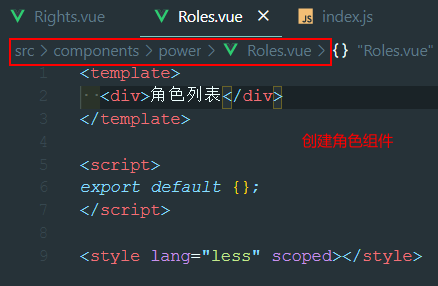 Rights.vue Roles.vue × index.js
src > components > power > Roles.vue > {} "Roles.vue"
1 <template>
2 <div>角色列表</div>
3 </template>
4
创建角色组件
5 <script>
6 export default {};
7 </script>
8
9 <style lang="less" scoped></style>